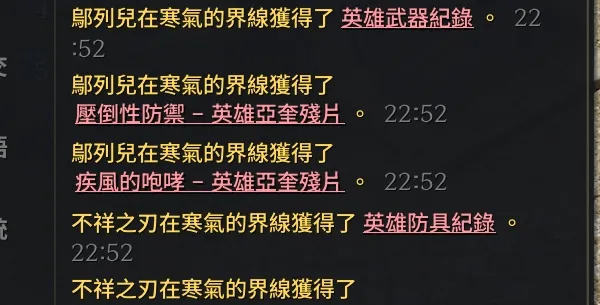 鄔列兒在寒氣的界線獲得了 英雄武器紀錄 。 22
:52
鄔列兒在寒氣的界線獲得了
壓倒性防禦 – 英雄亞奎殘片 。 22:52
鄔列兒在寒氣的界線獲得了
疾風的咆哮 – 英雄亞奎殘片 。 22:52
不祥之刃在寒氣的界線獲得了 英雄防具紀錄 。
22:52
不祥之刃在寒氣的界線獲得了